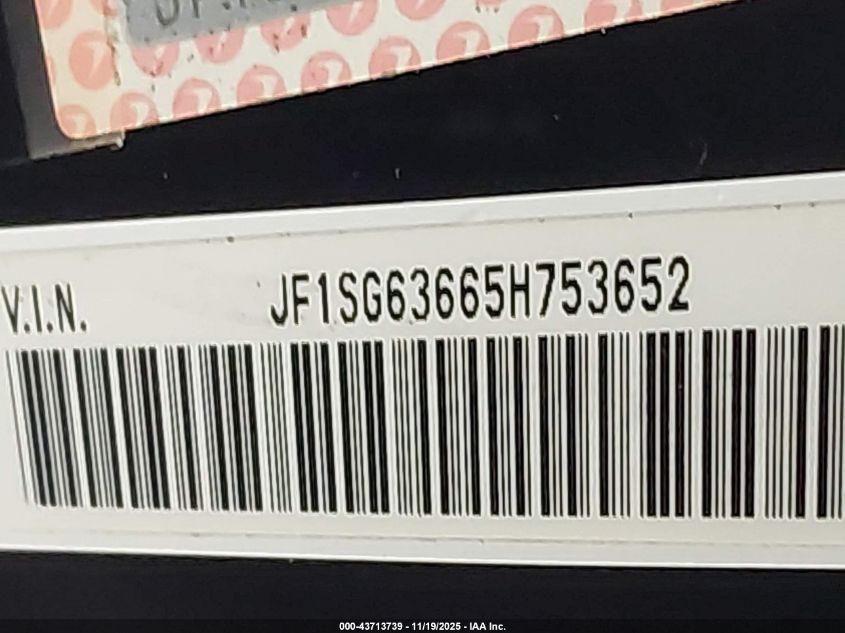 V.I.N. JF1SG63665H753652
000-43713739 - 11/19/2025 - IAA Inc.